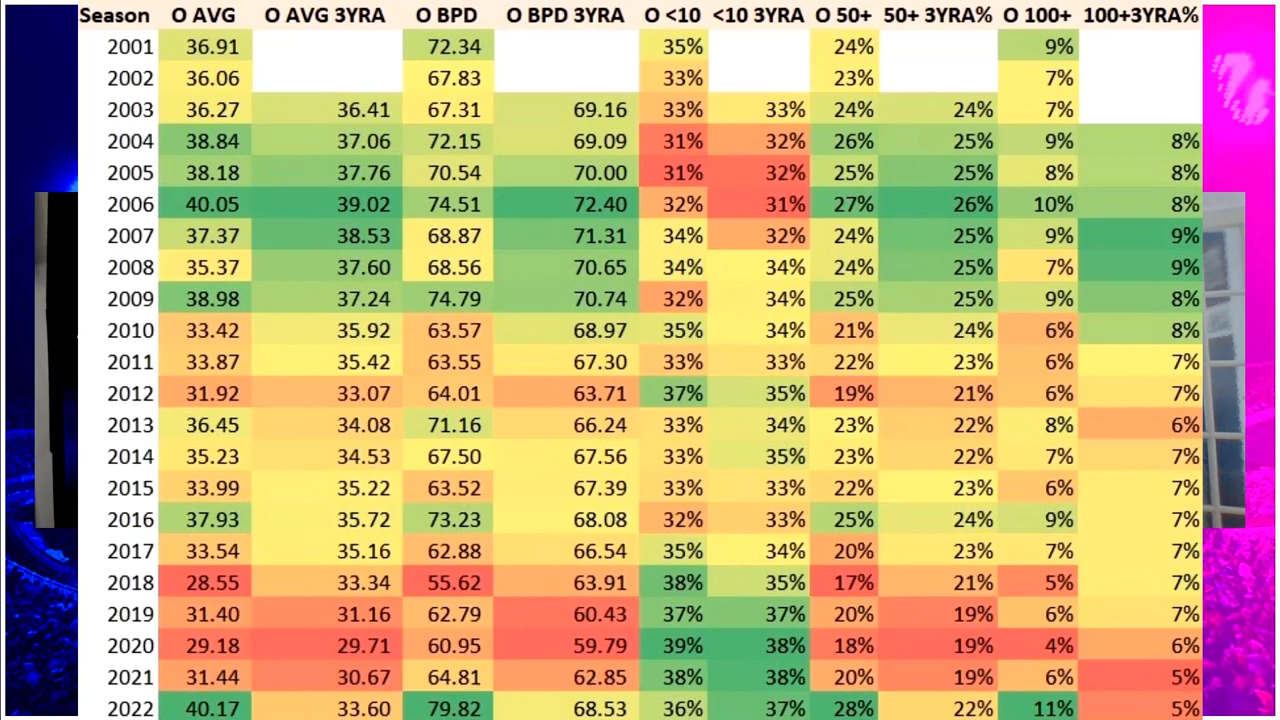 Season O AVG O AVG 3YRA O BPD O BPD 3YRA O <10 <10 3YRA O 50+ 50+ 3YRA% O 100+ 100+3YRA%
2001 36.91 72.34 35% 24% 9%
2002 36.06 67.83 33% 23% 7%
2003 36.27 36.41 67.31 69.16 33% 33% 24% 24% 7%
2004 38.84 37.06 72.15 69.09 31% 32% 26% 25% 9% 8%
2005 38.18 37.76 70.54 70.00 31% 32% 25% 25% 8% 8%
2006 40.05 39.02 74.51 72.40 32% 31% 27% 26% 10% 8%
2007 37.37 38.53 68.87 71.31 34% 32% 24% 25% 9% 9%
2008 35.37 37.60 68.56 70.65 34% 34% 24% 25% 7% 9%
2009 38.98 37.24 74.79 70.74 32% 34% 25% 25% 9% 8%
2010 33.42 35.92 63.57 68.97 35% 34% 21% 24% 6% 8%
2011 33.87 35.42 63.55 67.30 33% 33% 22% 23% 6% 7%
2012 31.92 33.07 64.01 63.71 37% 35% 19% 21% 6% 7%
2013 36.45 34.08 71.16 66.24 33% 34% 23% 22% 8% 6%
2014 35.23 34.53 67.50 67.56 33% 35% 23% 22% 7% 7%
2015 33.99 35.22 63.52 67.39 33% 33% 22% 23% 6% 7%
2016 37.93 35.72 73.23 68.08 32% 33% 25% 24% 9% 7%
2017 33.54 35.16 62.88 66.54 35% 34% 20% 23% 7% 7%
2018 28.55 33.34 55.62 63.91 38% 35% 17% 21% 5% 7%
2019 31.40 31.16 62.79 60.43 37% 37% 20% 19% 6% 7%
2020 29.18 29.71 60.95 59.79 39% 38% 18% 19% 4% 6%
2021 31.44 30.67 64.81 62.85 38% 38% 20% 19% 6% 5%
2022 40.17 33.60 79.82 68.53 36% 37% 28% 22% 11% 5%